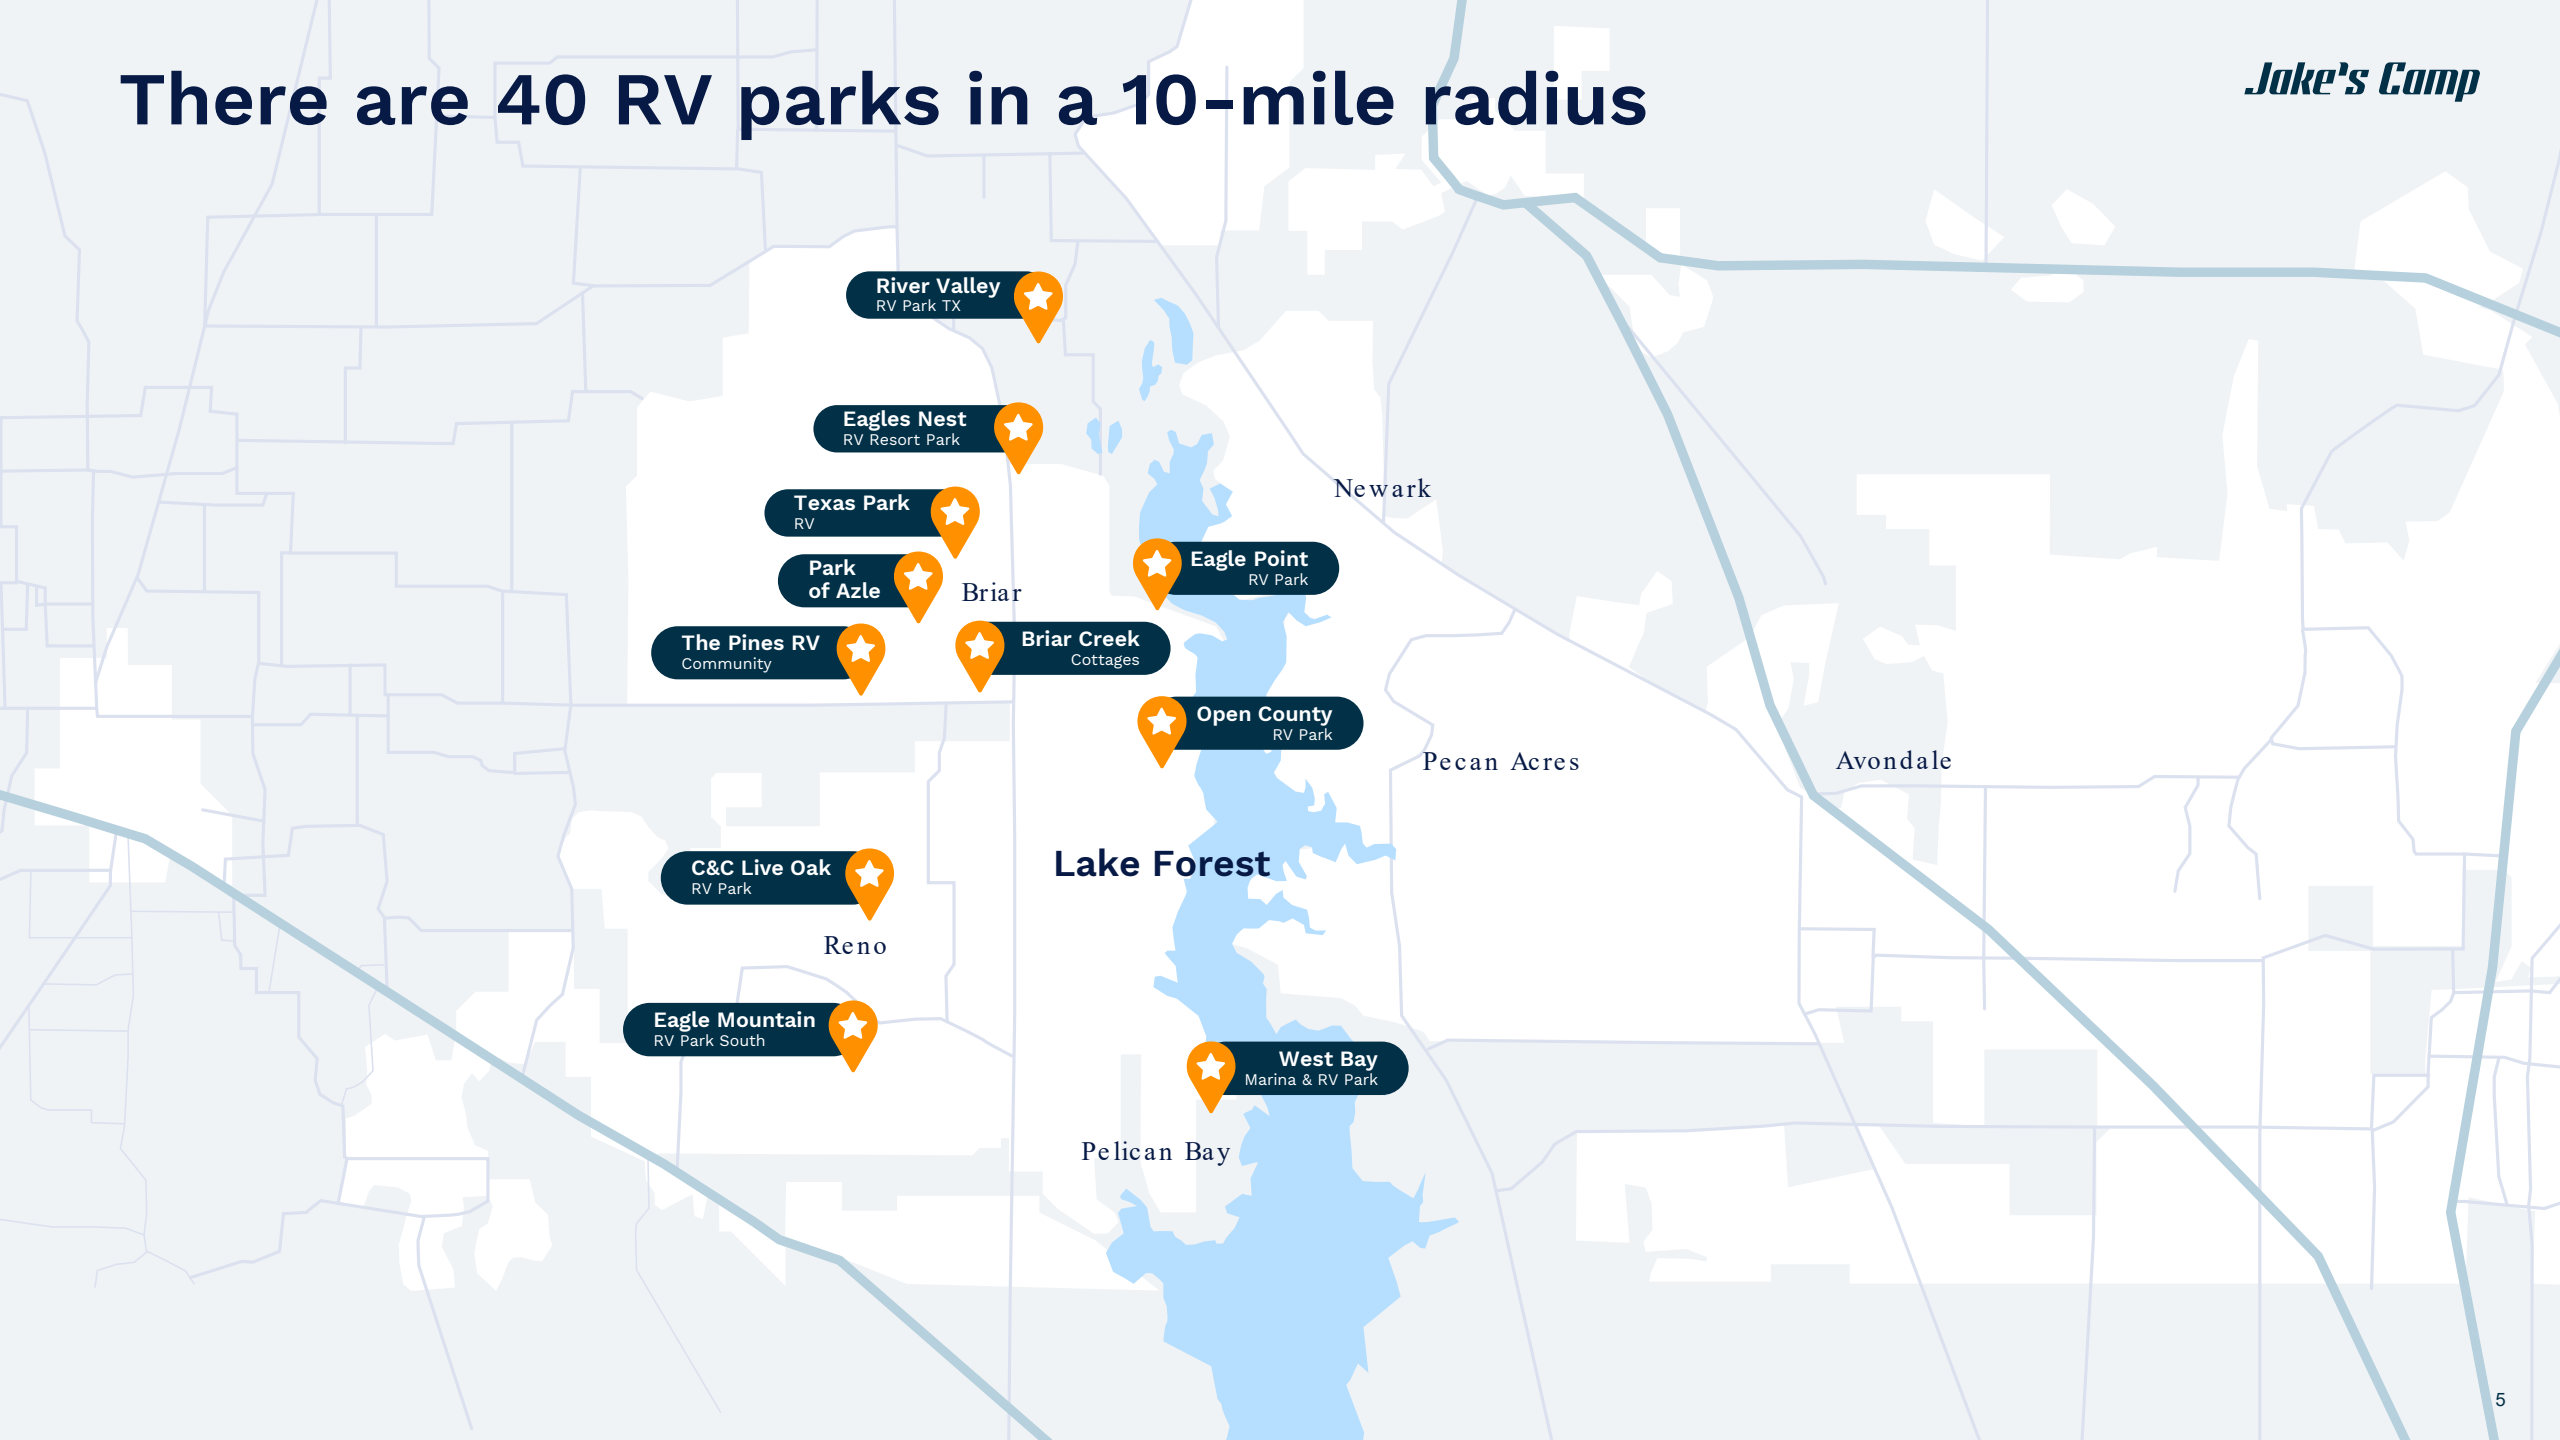 There are 40 RV parks in a 10-mile radius
Jake's Camp
River Valley
RV Park TX
Eagles Nest
RV Resort Park
Newark
Texas Park
RV
Eagle Point
RV Park
Park
of Azle
Briar
The Pines RV
Community
Briar Creek
Cottages
Open County
RV Park
Pecan Acres
Avondale
Lake Forest
C&C Live Oak
RV Park
Reno
Eagle Mountain
RV Park South
West Bay
Marina & RV Park
Pelican Bay
5